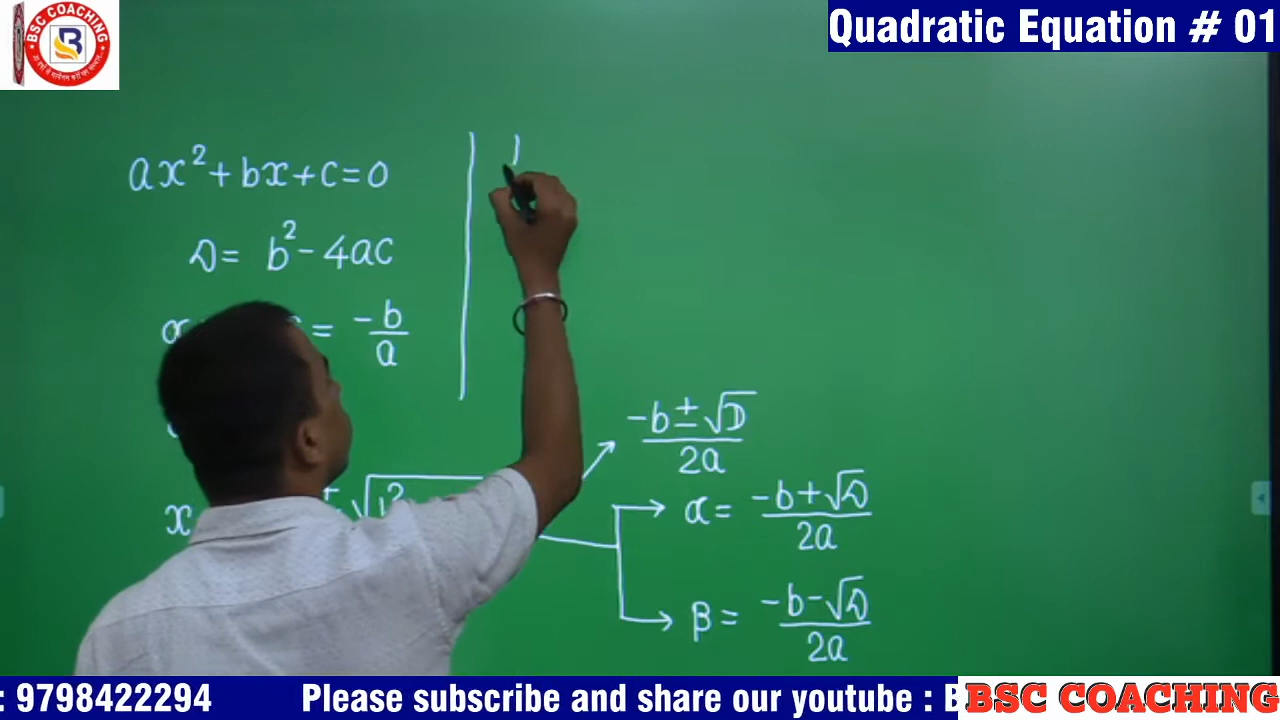 BSC COACHING
Quadratic Equation # 01
ax²+bx+c=0
D= b²-4ac
= -b/a
x
√
-b±√D/2a
α= -b+√D/2a
β= -b-√D/2a
: 9798422294 Please subscribe and share our youtube : B
BSC COACHING